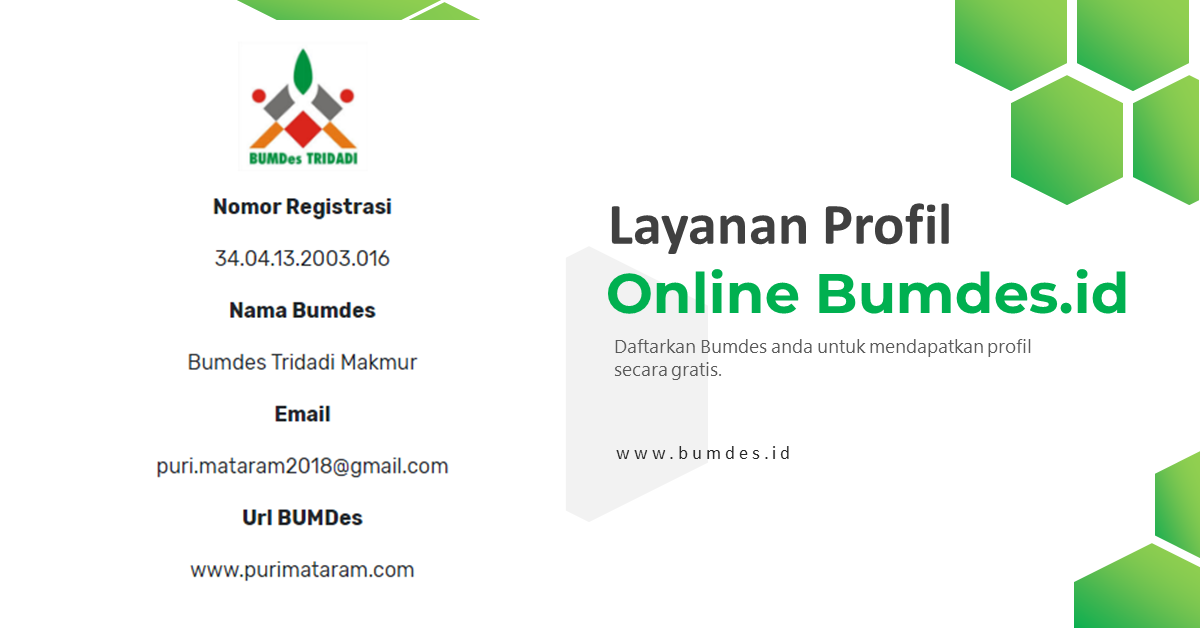 BUMDes TRIDADI
Nomor Registrasi
34.04.13.2003.016
Nama Bumdes
Bumdes Tridadi Makmur
Email
puri.mataram2018@gmail.com
Url BUMDes
www.purimataram.com
Layanan Profil
Online Bumdes.id
Daftarkan Bumdes anda untuk mendapatkan profil
secara gratis.
www.bumdes.id